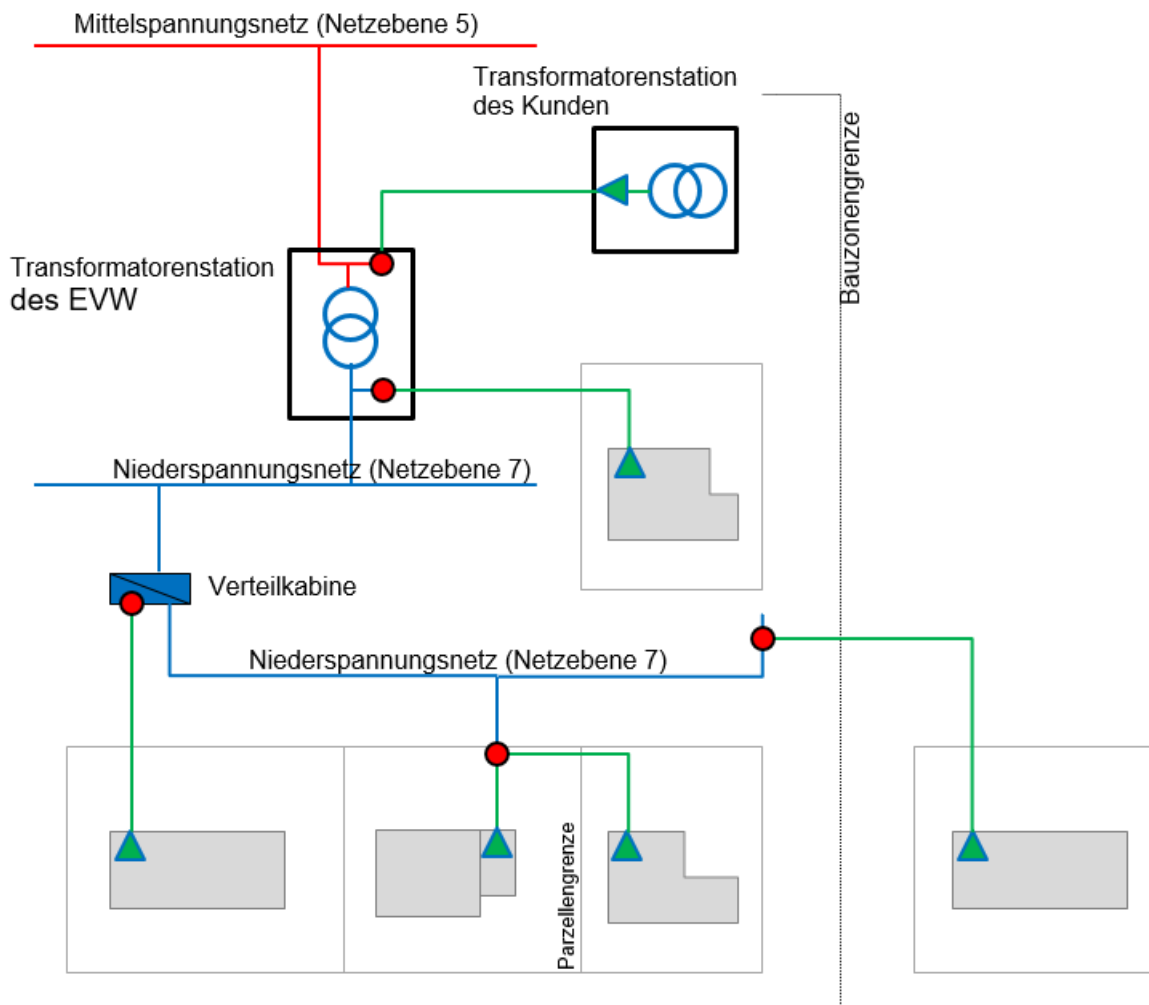 Mittelspannungsnetz (Netzebene 5)
Transformatorenstation
des Kunden
Bauzonengrenze
Transformatorenstation
des EVW
Niederspannungsnetz (Netzebene 7)
Verteilkabine
Niederspannungsnetz (Netzebene 7)
Parzellengrenze